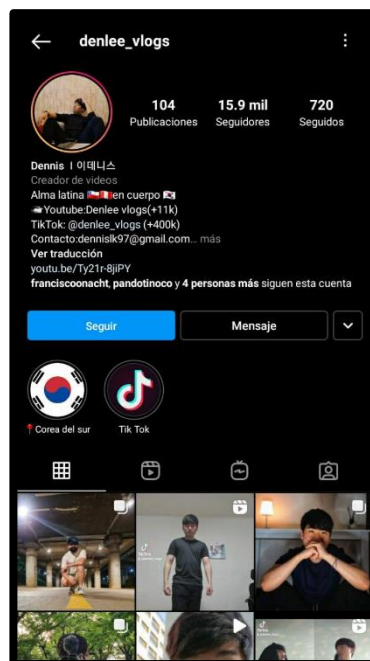 denlee_vlogs
104 15.9 mil 720
Publicaciones Seguidores Seguidos
Dennis ㅣ이데니스
Creador de videos
Alma latina 🇨🇱🇵🇪en cuerpo 🇰🇷
Youtube:Denlee vlogs(+11k)
TikTok: @denlee_vlogs (+400k)
Contacto:dennislk97@gmail.com... más
Ver traducción
youtu.be/Ty21r-8jiPY
franciscoonacht, pandotinoco y 4 personas más siguen esta cuenta
Seguir Mensaje
📍Corea del sur Tik Tok